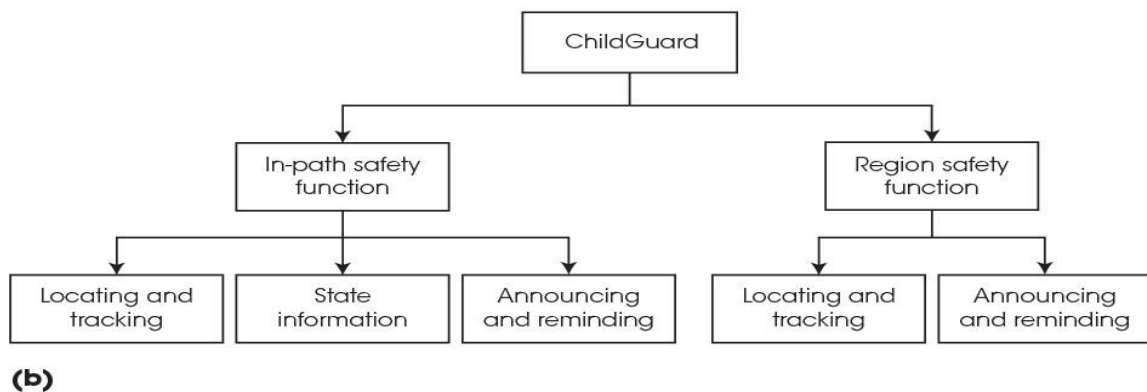 ChildGuard
In-path safety
function
Region safety
function
Locating and
tracking
State
information
Announcing
and reminding
Locating and
tracking
Announcing
and reminding
(b)